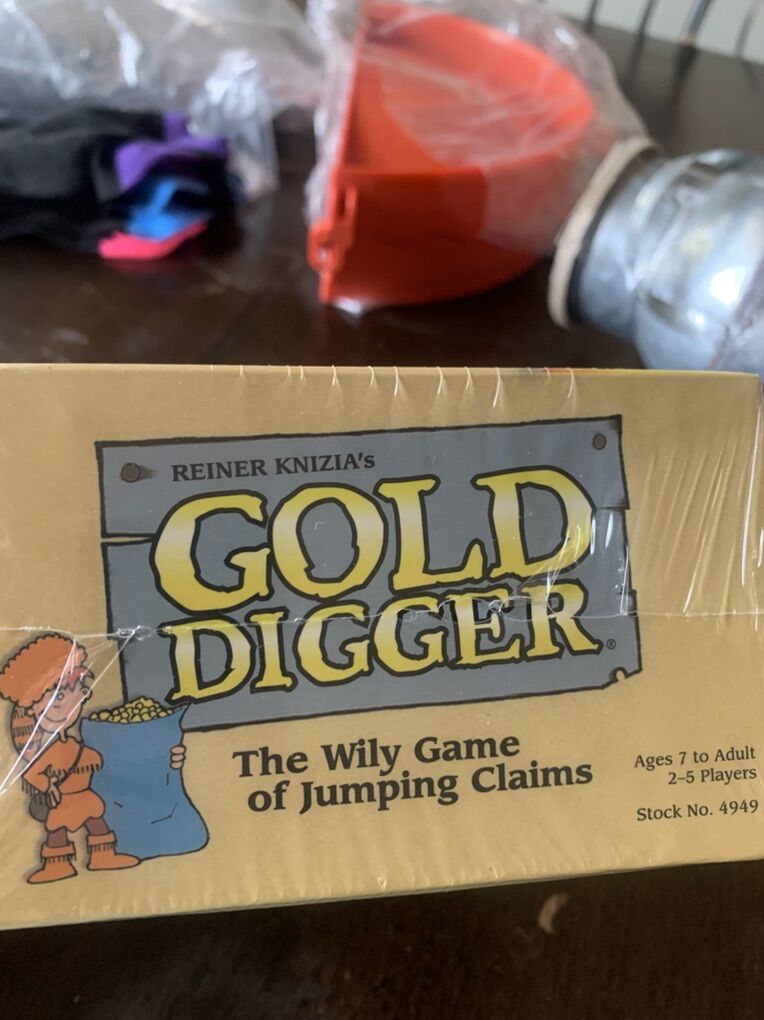 REINER KNIZIA's
GOLD
DIGGER®
The Wily Game
of Jumping Claims
Ages 7 to Adult
2-5 Players
Stock No. 4949